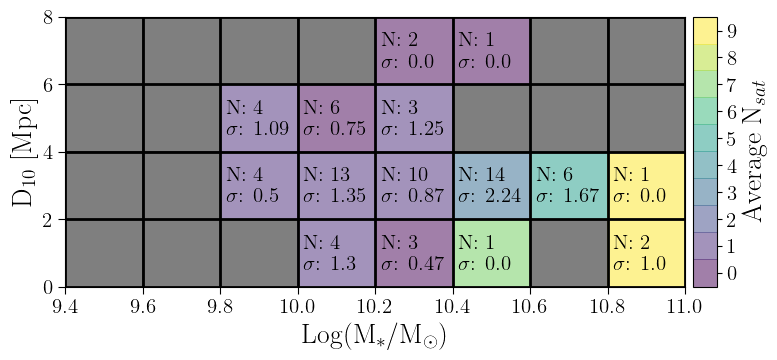 8
N: 2
σ: 0.0
N: 1
σ: 0.0
6
N: 4
σ: 1.09
N: 6
σ: 0.75
N: 3
σ: 1.25
4
N: 4
σ: 0.5
N: 13
σ: 1.35
N: 10
σ: 0.87
N: 14
σ: 2.24
N: 6
σ: 1.67
N: 1
σ: 0.0
2
N: 4
σ: 1.3
N: 3
σ: 0.47
N: 1
σ: 0.0
N: 2
σ: 1.0
0
D₁₀ [Mpc]
9.4 9.6 9.8 10.0 10.2 10.4 10.6 10.8 11.0
Log(M*/M☉)
9
8
7
6
5
4
3
2
1
0
Average N_sat